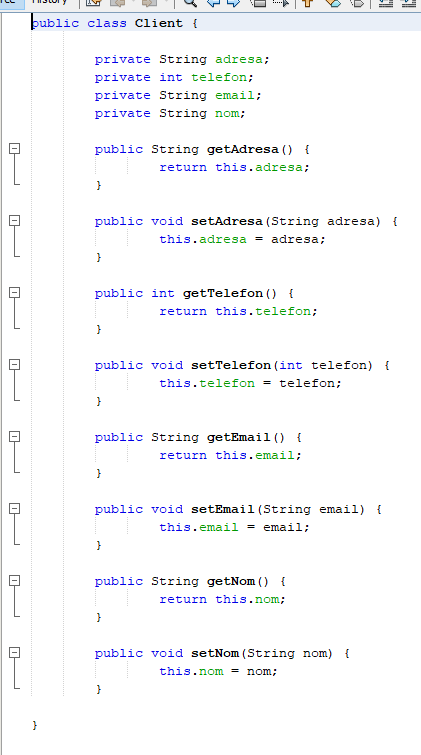 History
public class Client {
private String adresa;
private int telefon;
private String email;
private String nom;
public String getAdresa() {
return this.adresa;
}
public void setAdresa(String adresa) {
this.adresa = adresa;
}
public int getTelefon() {
return this.telefon;
}
public void setTelefon(int telefon) {
this.telefon = telefon;
}
public String getEmail() {
return this.email;
}
public void setEmail(String email) {
this.email = email;
}
public String getNom() {
return this.nom;
}
public void setNom(String nom) {
this.nom = nom;
}
}